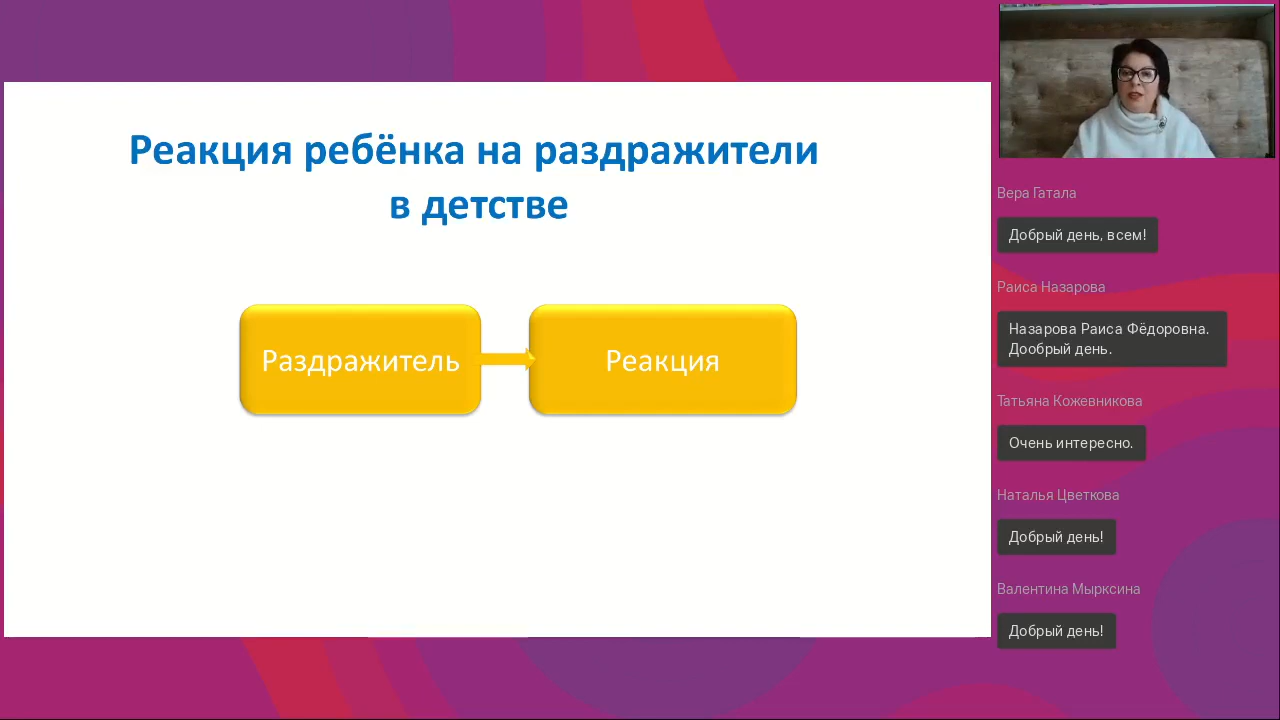 Реакция ребёнка на раздражители
в детстве
Раздражитель
Реакция
Вера Гатала
Добрый день, всем!
Раиса Назарова
Назарова Раиса Фёдоровна.
Дообрый день.
Татьяна Кожевникова
Очень интересно.
Наталья Цветкова
Добрый день!
Валентина Мырксина
Добрый день!